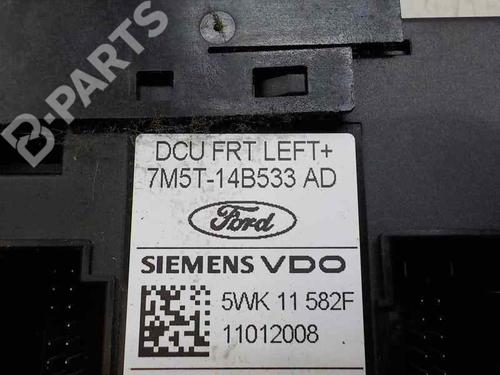 B-PARTS
DCU FRT LEFT+
7M5T-14B533 AD
Ford
SIEMENS VDO
5WK 11 582F
11012008